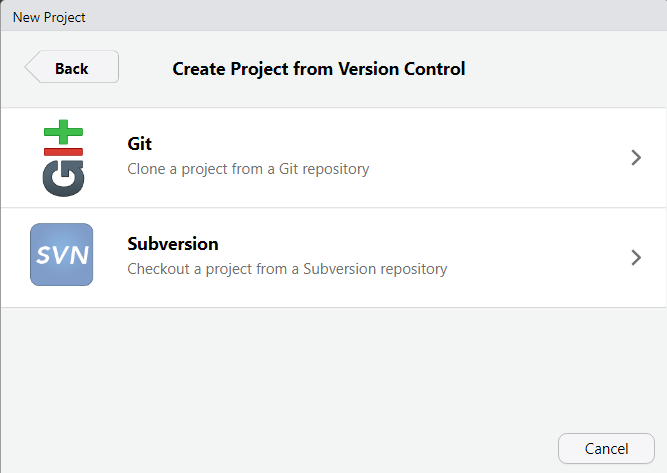 New Project
Back
Create Project from Version Control
Git
Git
Clone a project from a Git repository
SVN
Subversion
Checkout a project from a Subversion repository
Cancel